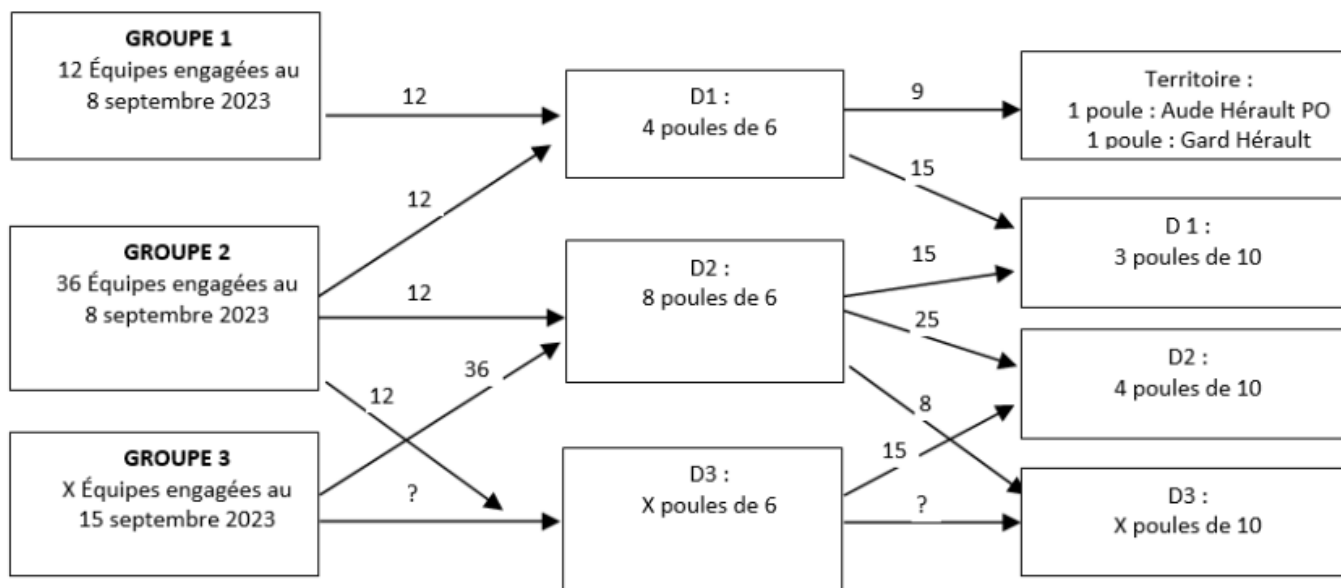 GROUPE 1
12 Équipes engagées au
8 septembre 2023
12
D1 :
4 poules de 6
9
Territoire :
1 poule : Aude Hérault PO
1 poule : Gard Hérault
12
15
GROUPE 2
36 Équipes engagées au
8 septembre 2023
12
D2 :
8 poules de 6
15
D 1 :
3 poules de 10
25
36
12
8
D2 :
4 poules de 10
GROUPE 3
X Équipes engagées au
15 septembre 2023
?
D3 :
X poules de 6
15
?
D3 :
X poules de 10